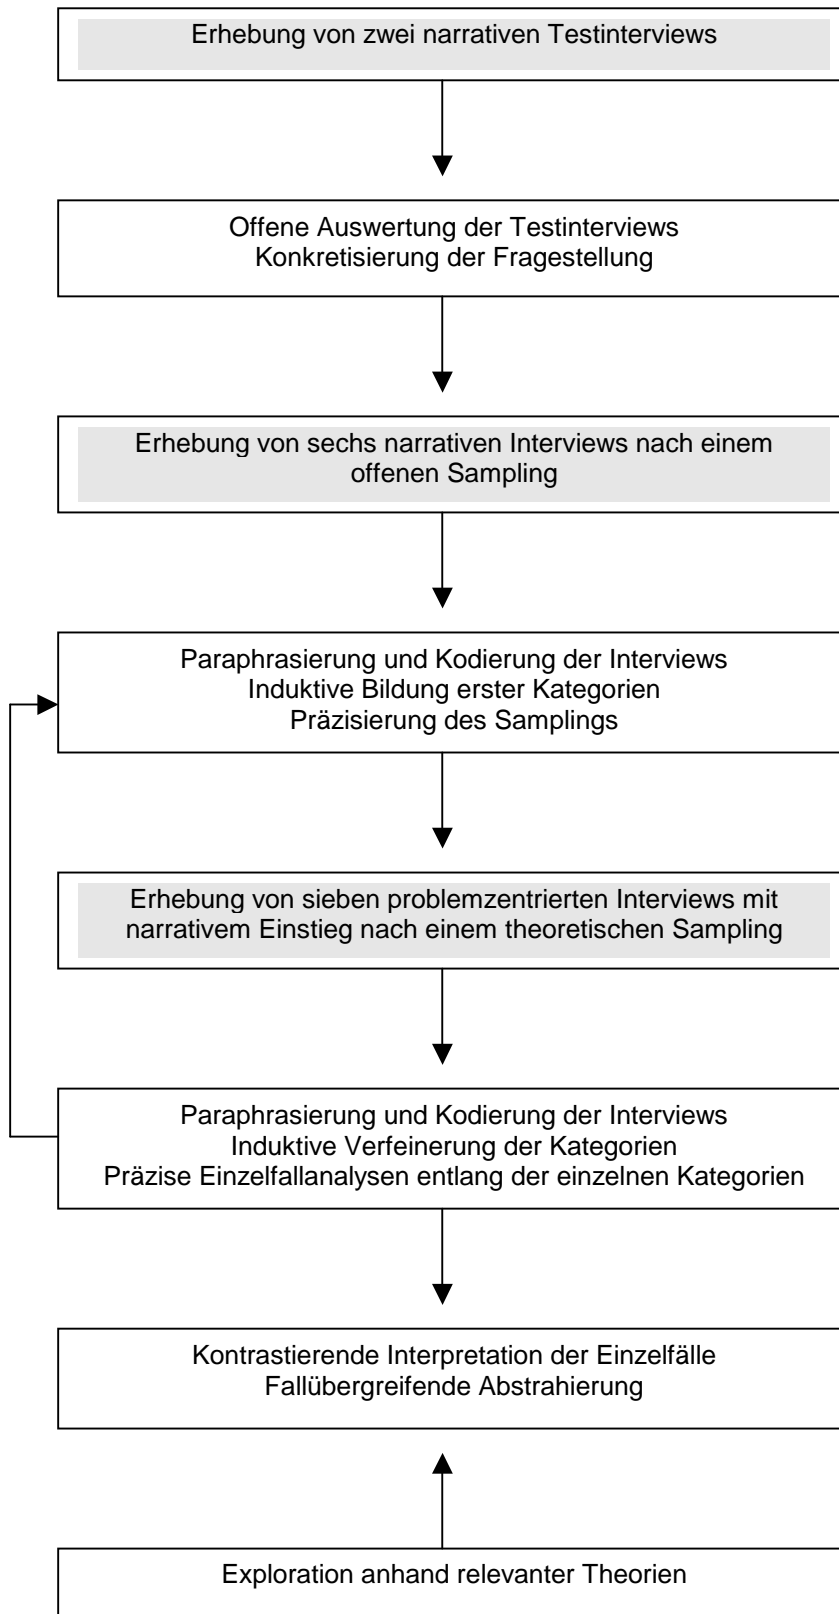 Erhebung von zwei narrativen Testinterviews
Offene Auswertung der Testinterviews
Konkretisierung der Fragestellung
Erhebung von sechs narrativen Interviews nach einem
offenen Sampling
Paraphrasierung und Kodierung der Interviews
Induktive Bildung erster Kategorien
Präzisierung des Samplings
Erhebung von sieben problemzentrierten Interviews mit
narrativem Einstieg nach einem theoretischen Sampling
Paraphrasierung und Kodierung der Interviews
Induktive Verfeinerung der Kategorien
Präzise Einzelfallanalysen entlang der einzelnen Kategorien
Kontrastierende Interpretation der Einzelfälle
Fallübergreifende Abstrahierung
Exploration anhand relevanter Theorien